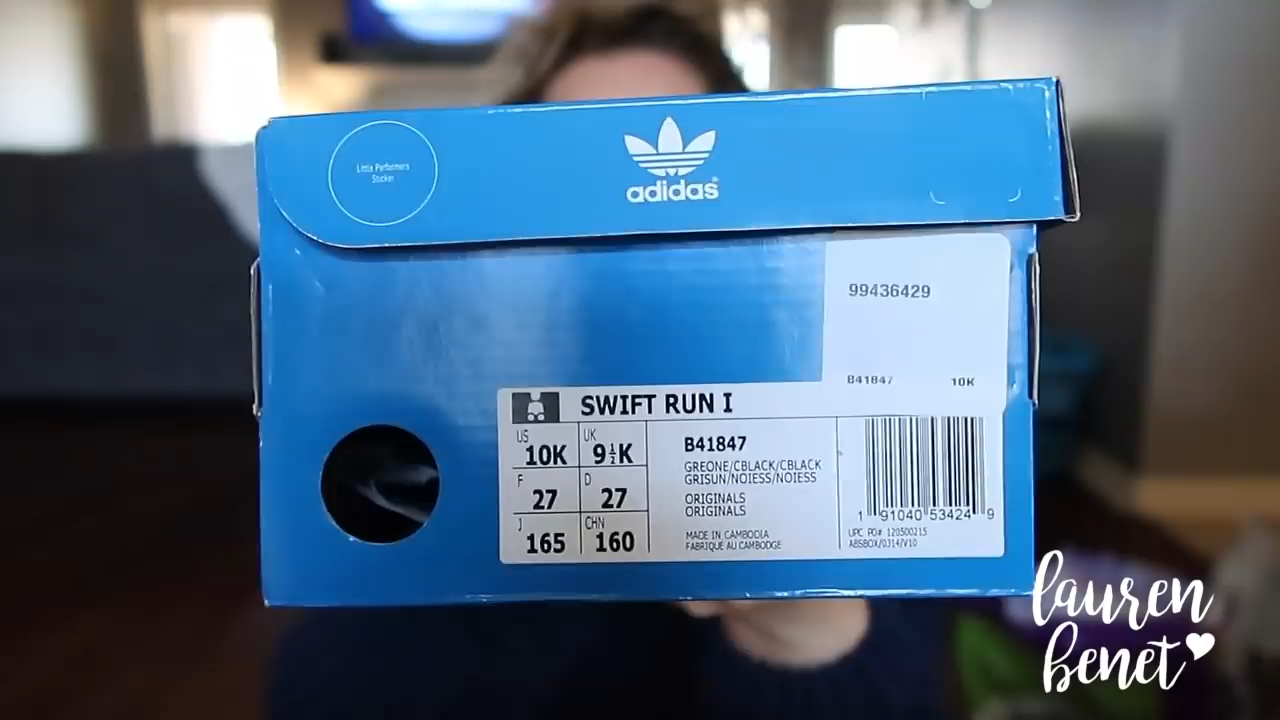 Little Performers
Sticker
adidas®
99436429
B41847 10K
SWIFT RUN I
US 10K UK 9½K
F 27 D 27
J 165 CHN 160
B41847
GREONE/CBLACK/CBLACK
GRISUN/NOIESS/NOIESS
ORIGINALS
ORIGINALS
MADE IN CAMBODIA
FABRIQUE AU CAMBODGE
1 91040 53424 9
UPC PO# 120500215
ABSBOX/0314/V10
lauren
benet